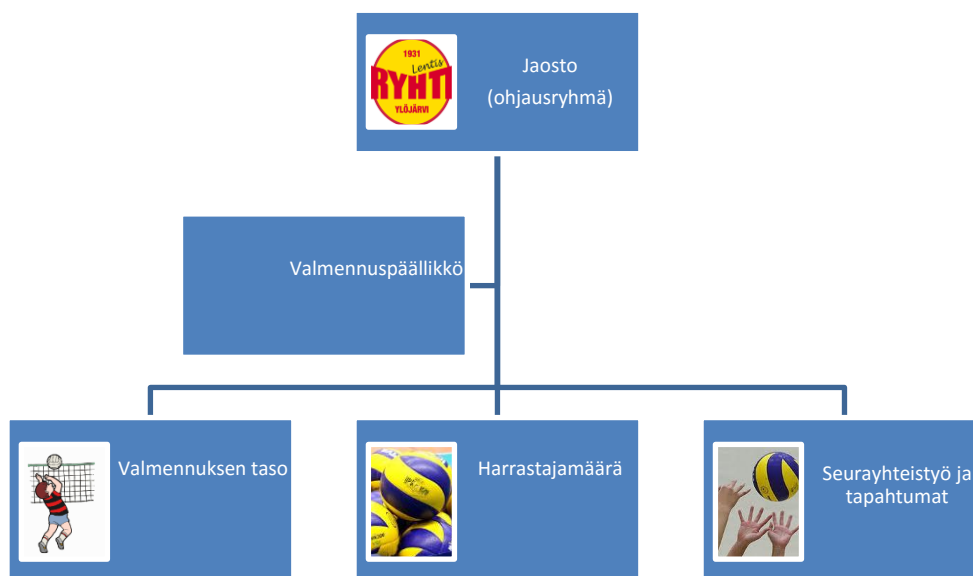 1931
Lentis
RYHTI
YLÖJÄRVI
Jaosto
(ohjausryhmä)
Valmennuspäällikkö
Valmennuksen taso
Harrastajamäärä
Seurayhteistyö ja
tapahtumat